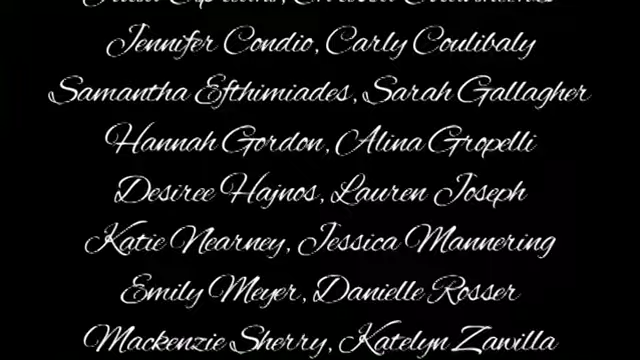 Jennifer Condio, Carly Coulibaly
Samantha Efthimiades, Sarah Gallagher
Hannah Gordon, Alina Gropelli
Desiree Hajnos, Lauren Joseph
Katie Nearney, Jessica Mannering
Emily Meyer, Danielle Rosser
Mackenzie Sherry, Katelyn Zawilla